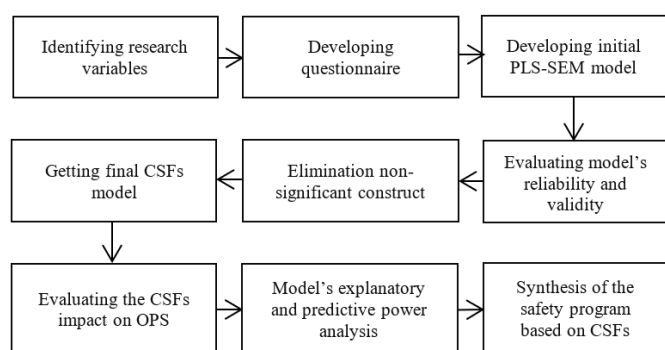 Identifying research
variables
Developing
questionnaire
Developing initial
PLS-SEM model
Evaluating model's
reliability and
validity
Elimination non-
significant construct
Getting final CSFs
model
Evaluating the CSFs
impact on OPS
Model's explanatory
and predictive power
analysis
Synthesis of the
safety program
based on CSFs